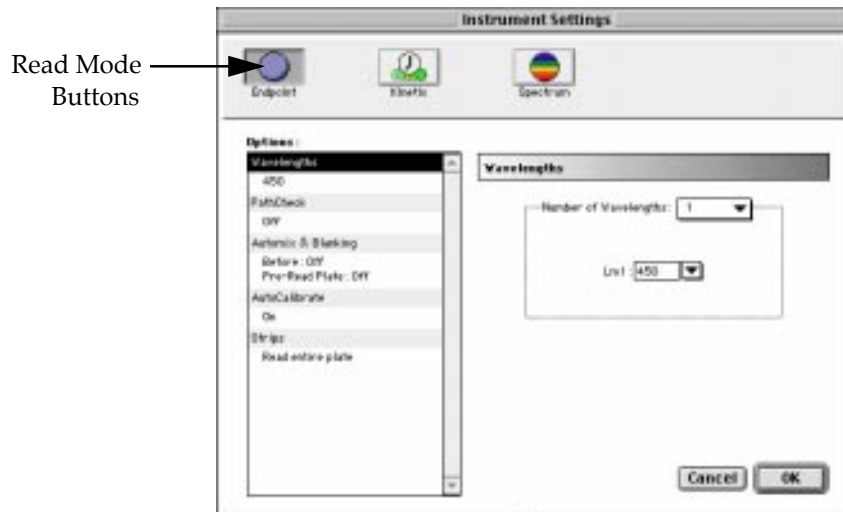 Instrument Settings
Read Mode
Buttons
Endpoint
Kinetic
Spectrum
Options:
Wavelengths
450
PathCheck
Off
Automix & Blanking
Before: Off
Pre-Read Plate: Off
AutoCalibrate
On
Strips
Read entire plate
Wavelengths
Number of Wavelengths: 1
Lm1: 450
Cancel
OK